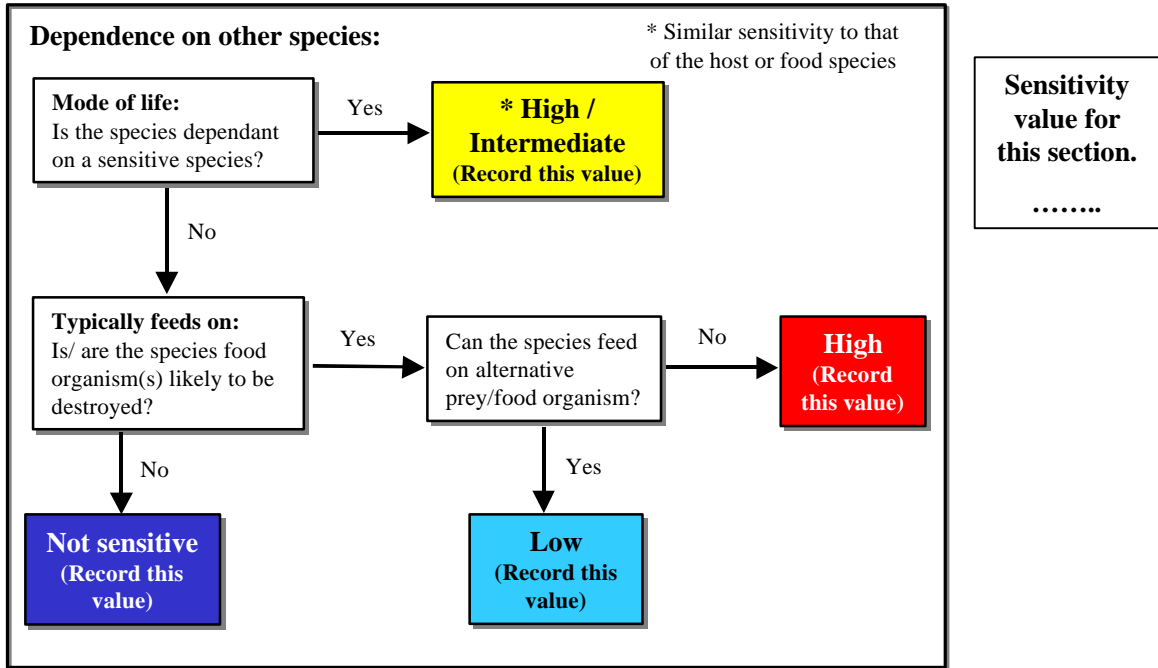 Dependence on other species:
* Similar sensitivity to that
of the host or food species
Mode of life:
Is the species dependant
on a sensitive species?
Yes
* High /
Intermediate
(Record this value)
Sensitivity
value for
this section.
……..
No
Typically feeds on:
Is/ are the species food
organism(s) likely to be
destroyed?
Yes
Can the species feed
on alternative
prey/food organism?
No
High
(Record
this value)
No
Yes
Not sensitive
(Record this
value)
Low
(Record this
value)